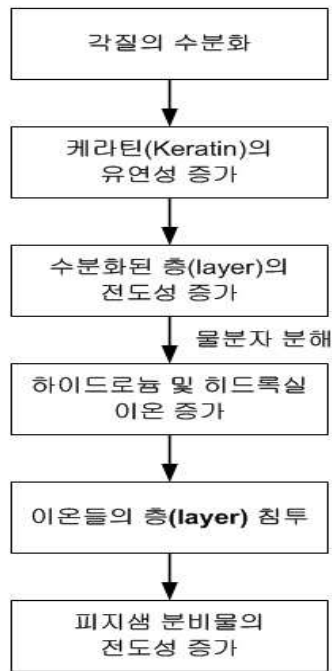 각질의 수분화
케라틴(Keratin)의
유연성 증가
수분화된 층(layer)의
전도성 증가
물분자 분해
하이드로늄 및 히드록실
이온 증가
이온들의 층(layer) 침투
피지샘 분비물의
전도성 증가